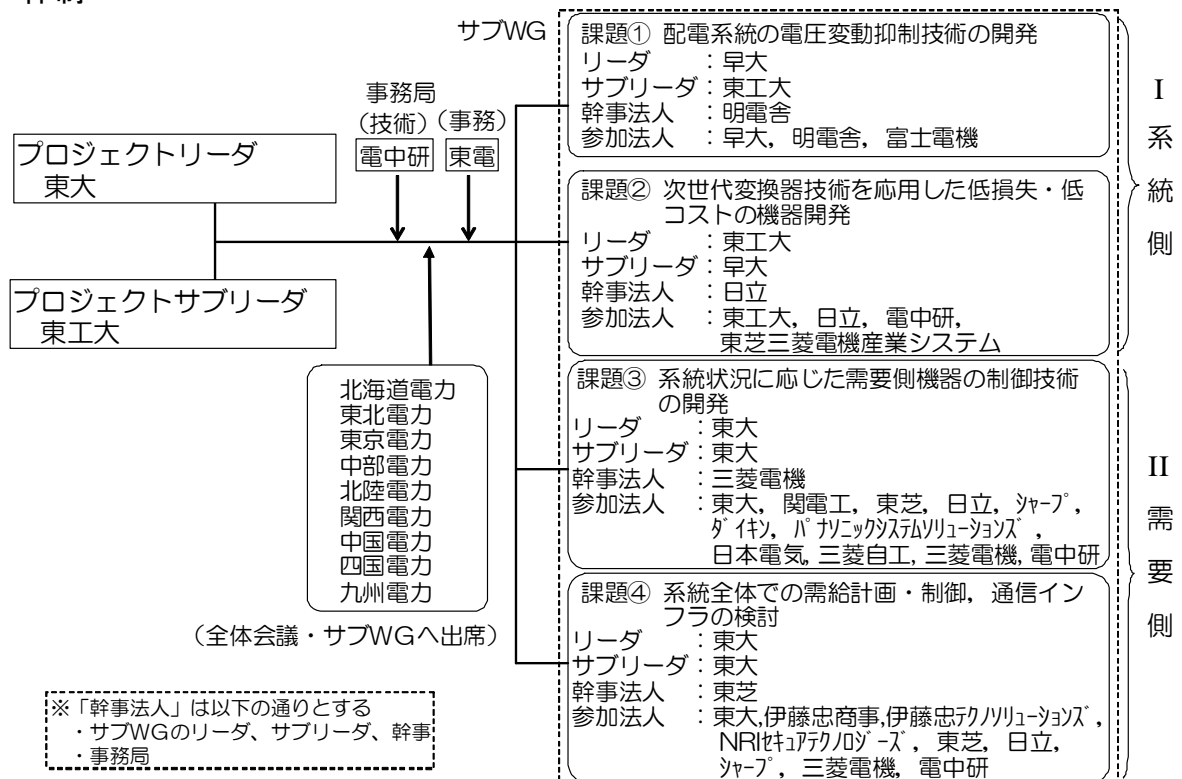 サブWG
事務局
（技術）（事務）
電中研 東電
プロジェクトリーダ
東大
プロジェクトサブリーダ
東工大
北海道電力
東北電力
東京電力
中部電力
北陸電力
関西電力
中国電力
四国電力
九州電力
（全体会議・サブWGへ出席）
※「幹事法人」は以下の通りとする
・サブWGのリーダ、サブリーダ、幹事
・事務局
課題① 配電系統の電圧変動抑制技術の開発
リーダ ：早大
サブリーダ：東工大
幹事法人 ：明電舎
参加法人 ：早大，明電舎，富士電機
課題② 次世代変換器技術を応用した低損失・低
コストの機器開発
リーダ ：東工大
サブリーダ：早大
幹事法人 ：日立
参加法人 ：東工大，日立，電中研，
東芝三菱電機産業システム
課題③ 系統状況に応じた需要側機器の制御技術
の開発
リーダ ：東大
サブリーダ：東大
幹事法人 ：三菱電機
参加法人 ：東大，関電工，東芝，日立，ｼｬｰﾌﾟ，
ﾀﾞｲｷﾝ，ﾊﾟﾅｿﾆｯｸｼｽﾃﾑｿﾘｭｰｼｮﾝｽﾞ，
日本電気，三菱自工，三菱電機，電中研
課題④ 系統全体での需給計画・制御，通信イン
フラの検討
リーダ ：東大
サブリーダ：東大
幹事法人 ：東芝
参加法人 ：東大,伊藤忠商事,伊藤忠ﾃｸﾉｿﾘｭｰｼｮﾝｽﾞ，
NRIｾｷｭｱﾃｸﾉﾛｼﾞｰｽﾞ，東芝，日立，
ｼｬｰﾌﾟ，三菱電機，電中研
I 系統側
II 需要側